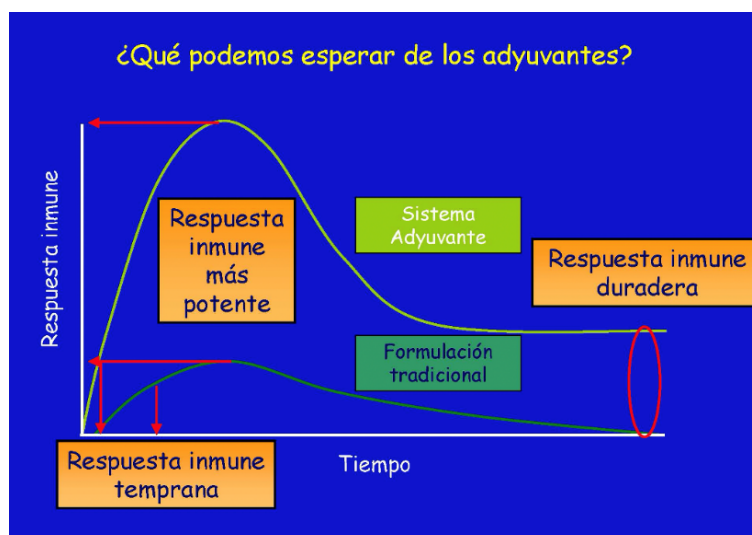 ¿Qué podemos esperar de los adyuvantes?
Respuesta inmune
Respuesta
inmune
más
potente
Sistema
Adyuvante
Respuesta inmune
duradera
Formulación
tradicional
Respuesta inmune
temprana
Tiempo